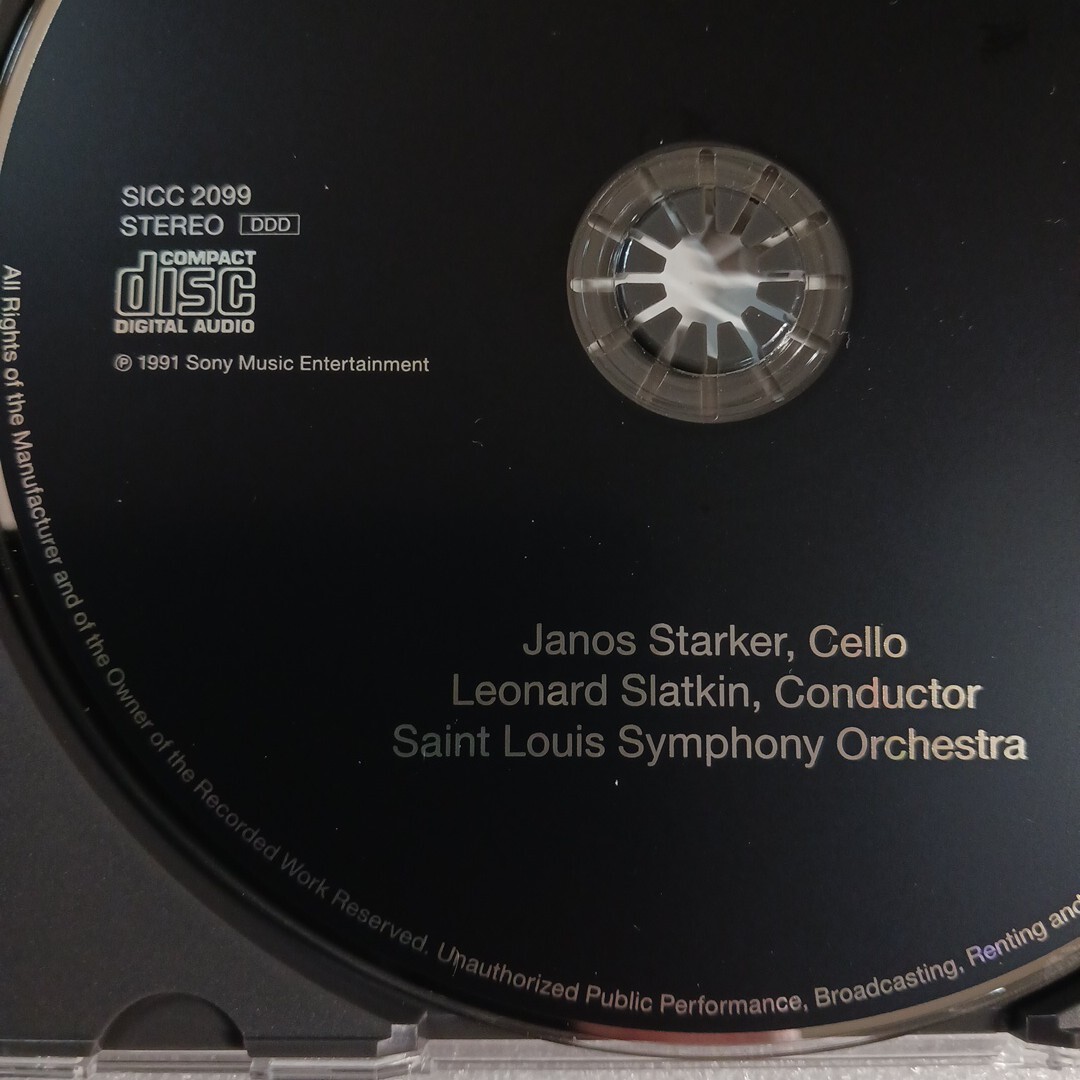 SICC 2099
STEREO DDD
COMPACT
disc
DIGITAL AUDIO
Ⓟ 1991 Sony Music Entertainment
Janos Starker, Cello
Leonard Slatkin, Conductor
Saint Louis Symphony Orchestra
All Rights of the Manufacturer and of the Owner of the Recorded Work Reserved. Unauthorized Public Performance, Broadcasting, Renting and